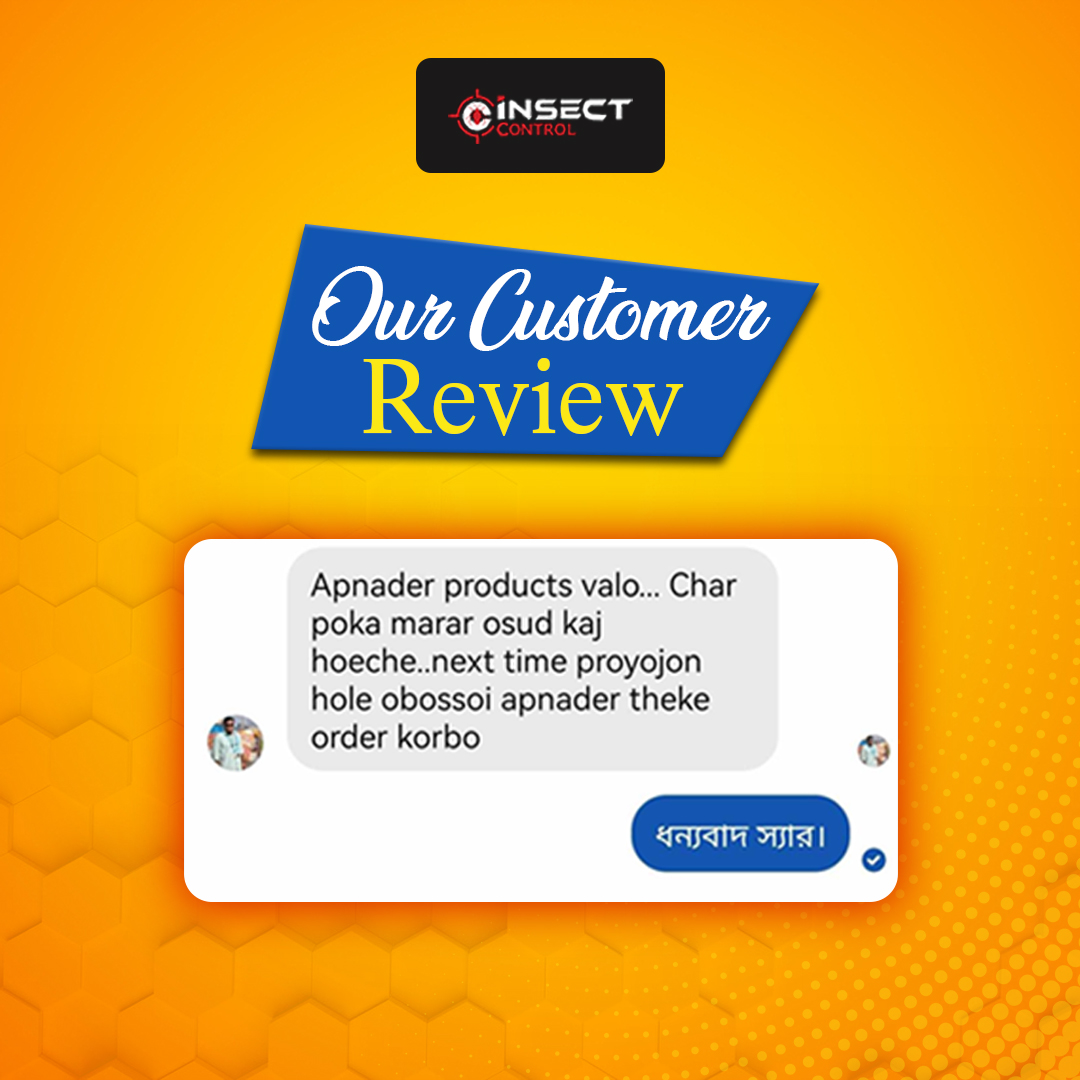 INSECT
CONTROL
Our Customer
Review
Apnader products valo... Char
poka marar osud kaj
hoeche..next time proyojon
hole obossoi apnader theke
order korbo
ধন্যবাদ স্যার।